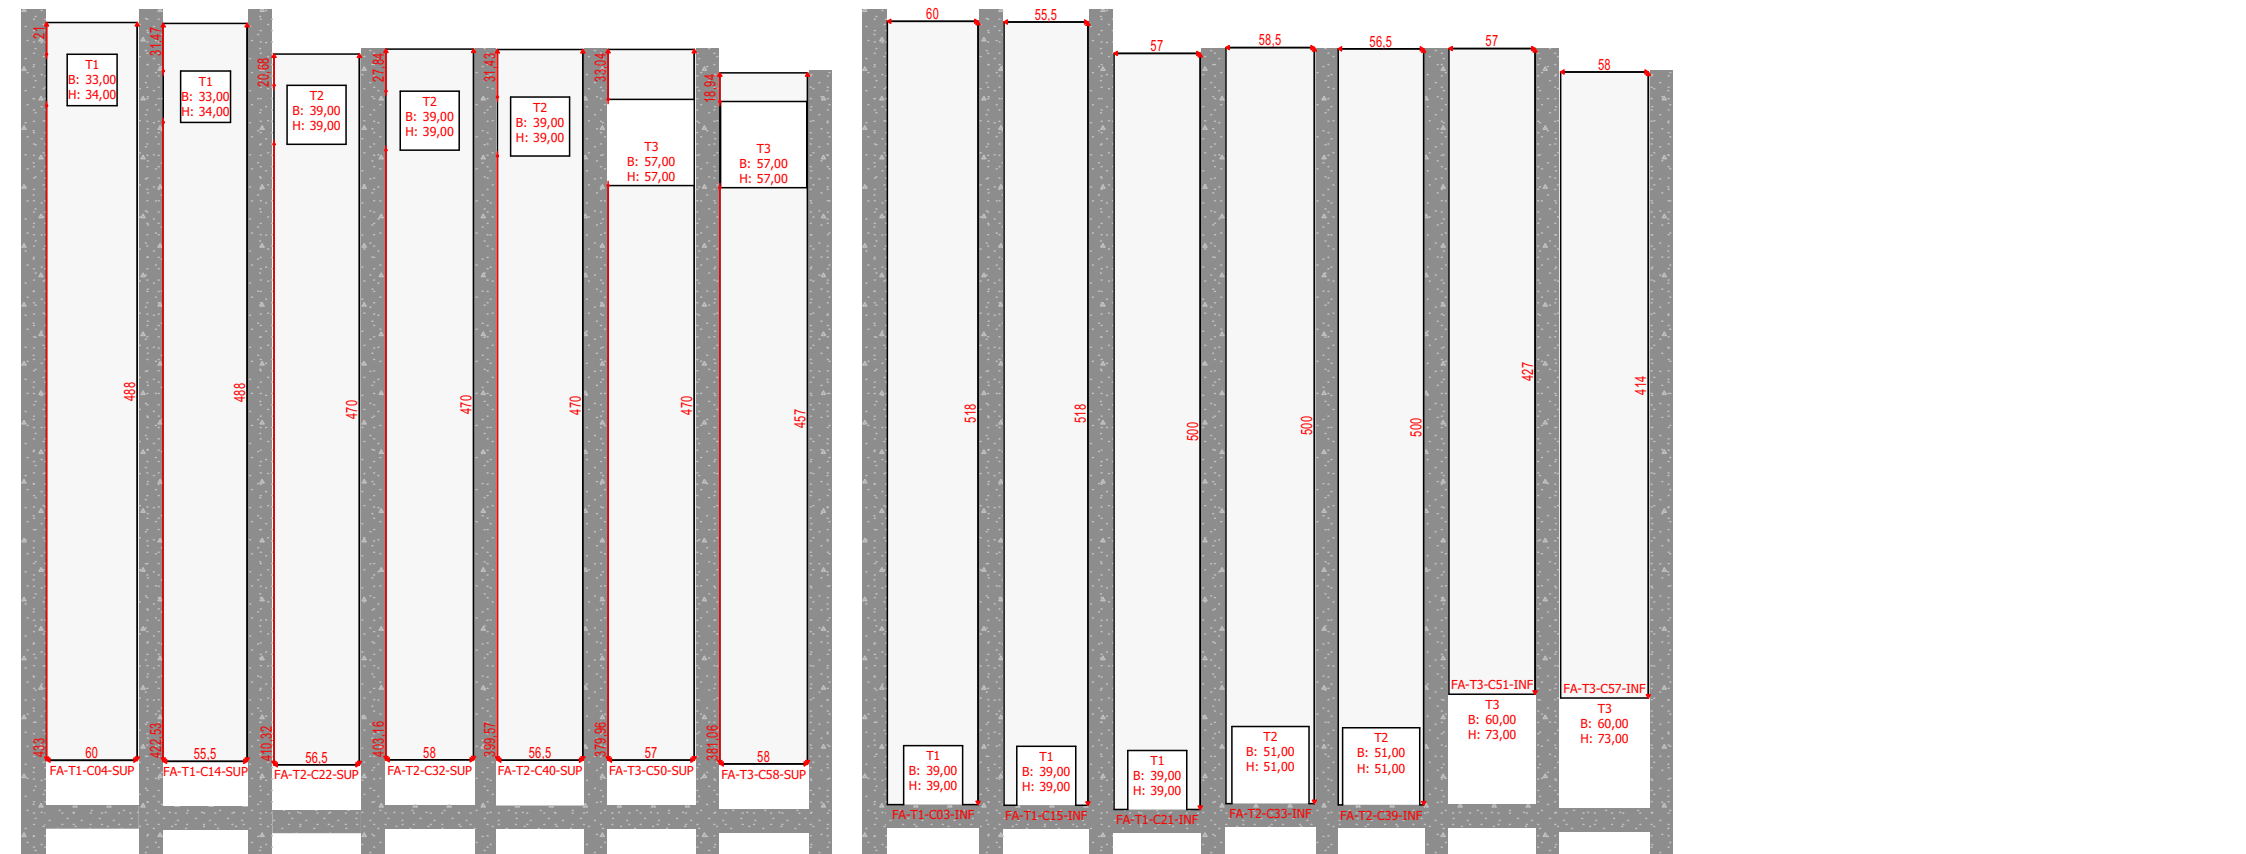 21
T1
B: 33,00
H: 34,00
488
433
60
FA-T1-C04-SUP
31,47
T1
B: 33,00
H: 34,00
488
422,53
55,5
FA-T1-C14-SUP
20,68
T2
B: 39,00
H: 39,00
470
410,32
56,5
FA-T2-C22-SUP
27,84
T2
B: 39,00
H: 39,00
470
403,16
58
FA-T2-C32-SUP
31,43
T2
B: 39,00
H: 39,00
470
399,57
56,5
FA-T2-C40-SUP
33,04
T3
B: 57,00
H: 57,00
470
379,96
57
FA-T3-C50-SUP
18,94
T3
B: 57,00
H: 57,00
457
381,06
58
FA-T3-C58-SUP
60
518
T1
B: 39,00
H: 39,00
FA-T1-C03-INF
55,5
518
T1
B: 39,00
H: 39,00
FA-T1-C15-INF
57
500
T1
B: 39,00
H: 39,00
FA-T1-C21-INF
58,5
500
T2
B: 51,00
H: 51,00
FA-T2-C33-INF
56,5
500
T2
B: 51,00
H: 51,00
FA-T2-C39-INF
57
427
FA-T3-C51-INF
T3
B: 60,00
H: 73,00
58
414
FA-T3-C57-INF
T3
B: 60,00
H: 73,00